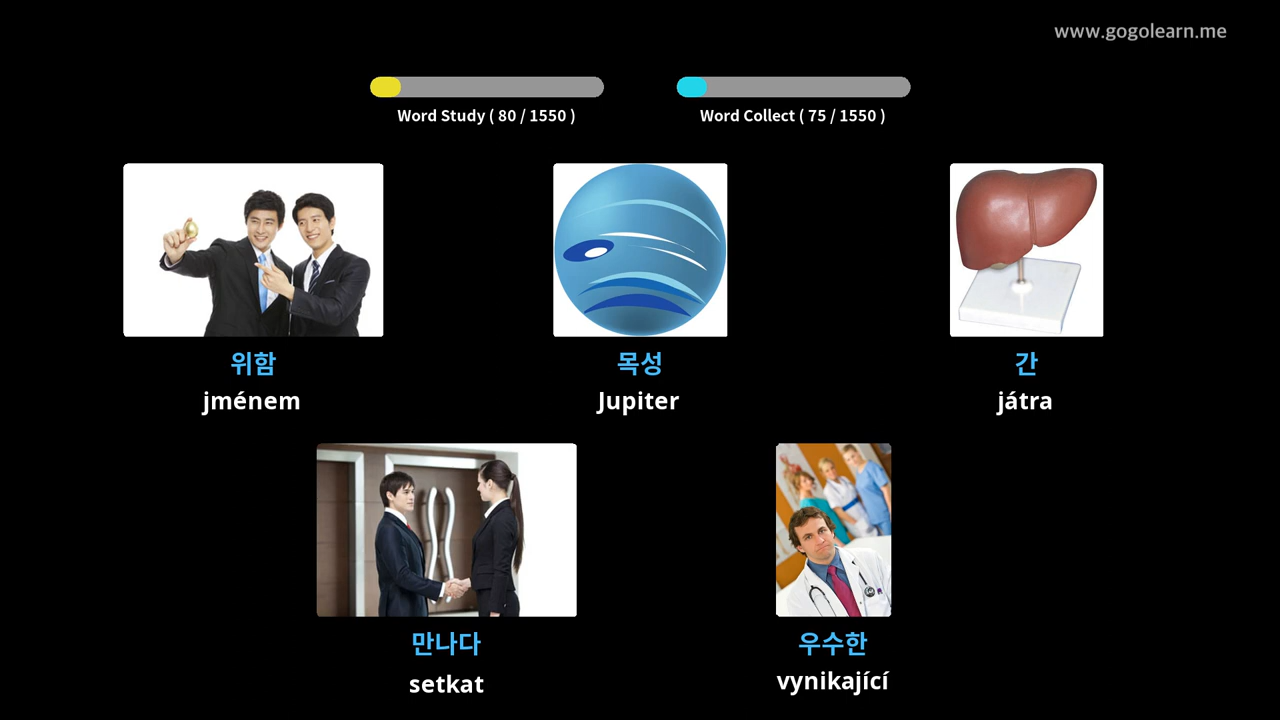 www.gogolearn.me
Word Study ( 80 / 1550 )
Word Collect ( 75 / 1550 )
위함
jménem
목성
Jupiter
간
játra
만나다
setkat
우수한
vynikající